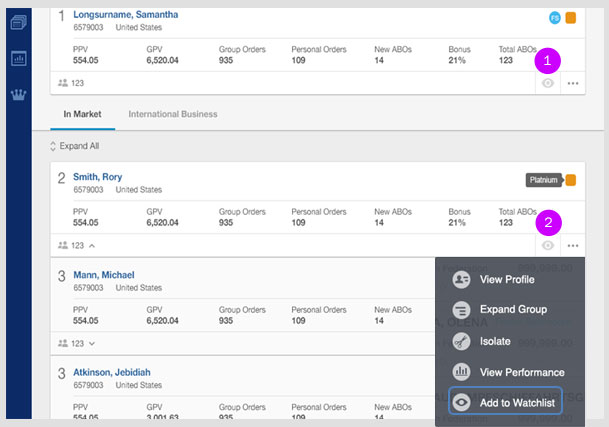 1 Longsurname, Samantha FS
6579003 United States
PPV GPV Group Orders Personal Orders New ABOs Bonus Total ABOs
554.05 6,520.04 935 109 14 21% 123
1
123
In Market International Business
Expand All
2 Smith, Rory Platnium
6579003 United States
PPV GPV Group Orders Personal Orders New ABOs Bonus Total ABOs
554.05 6,520.04 935 109 14 21% 123
2
123
3 Mann, Michael
6579003 United States
PPV GPV Group Orders Personal Orders New ABOs
554.05 6,520.04 935 109 14
123
View Profile
Expand Group
Isolate
View Performance
Add to Watchlist
3 Atkinson, Jebidiah
6579003 United States
PPV GPV Group Orders Personal Orders New ABOs
554.05 3,001.63 935 109 14